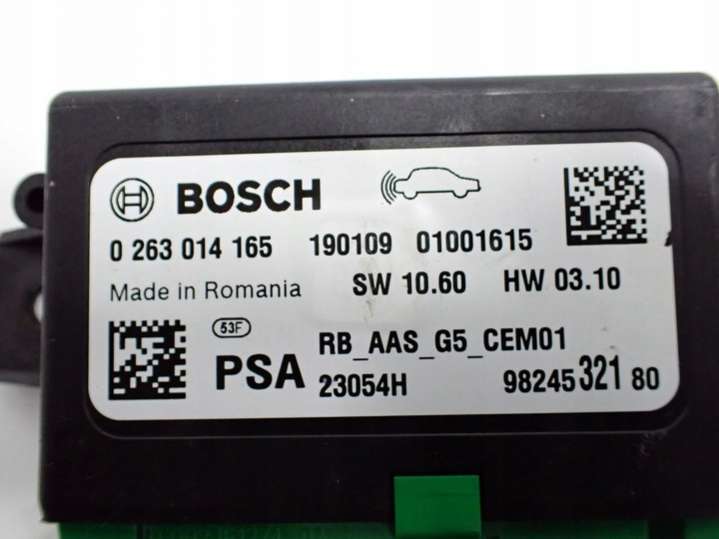 BOSCH
0 263 014 165 190109 01001615
Made in Romania SW 10.60 HW 03.10
53F
PSA RB_AAS_G5_CEM01
23054H 98245 321 80